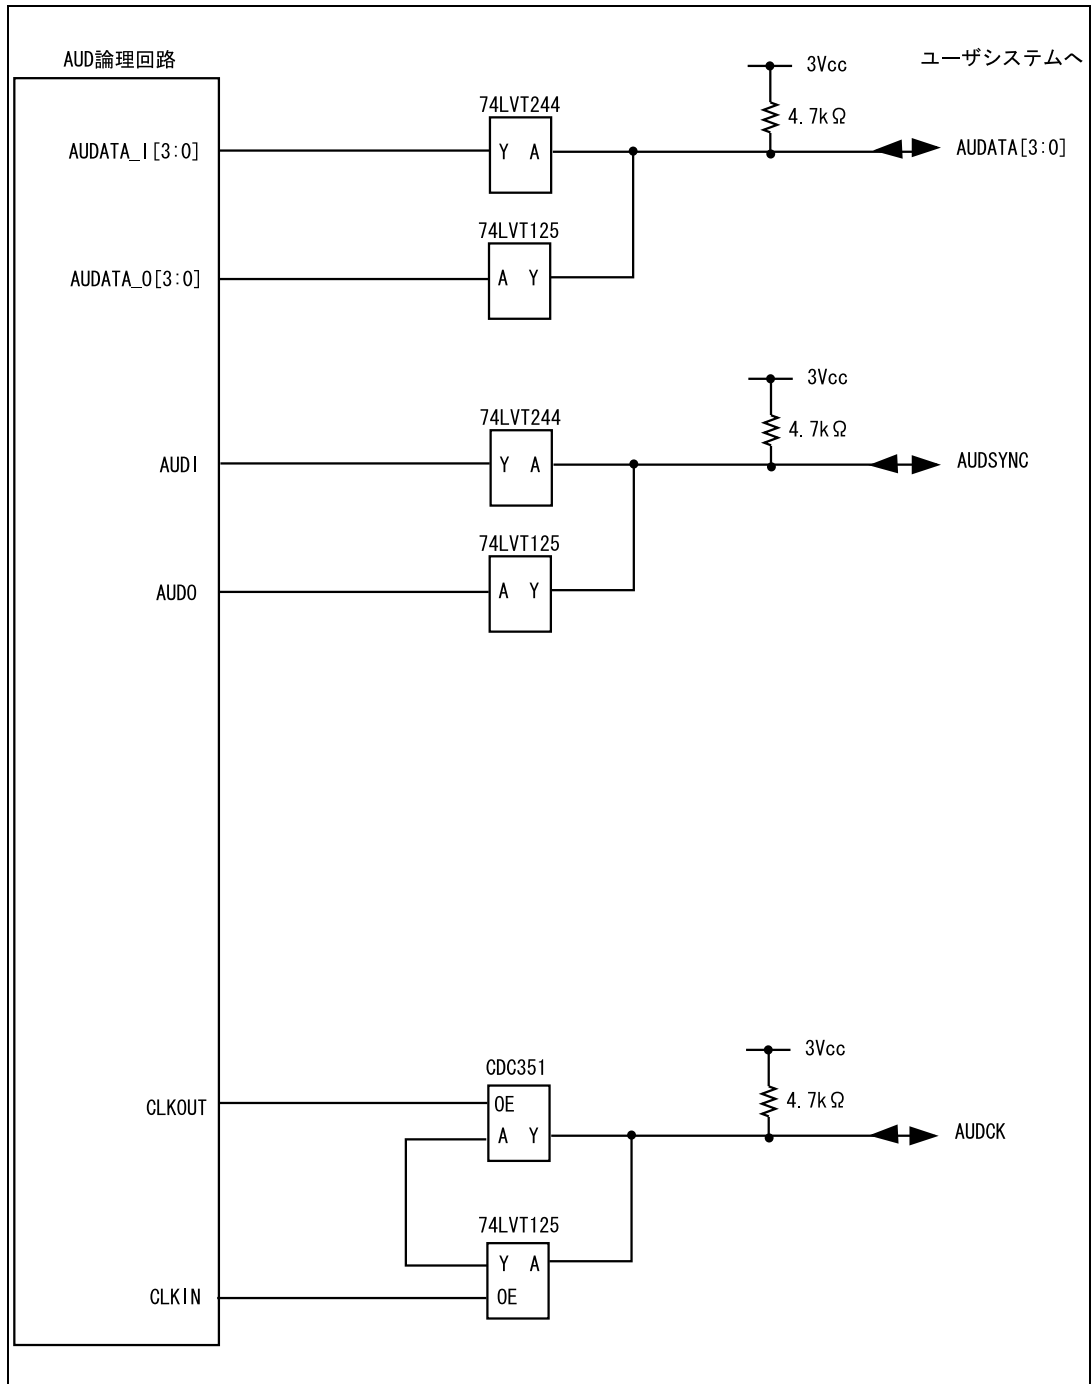 AUD論理回路
ユーザシステムへ
3Vcc
4.7kΩ
74LVT244
AUDATA_I[3:0]
Y A
AUDATA[3:0]
74LVT125
AUDATA_O[3:0]
A Y
3Vcc
4.7kΩ
74LVT244
AUDI
Y A
AUDSYNC
74LVT125
AUDO
A Y
3Vcc
4.7kΩ
CDC351
CLKOUT
OE
A Y
AUDCK
74LVT125
Y A
CLKIN
OE